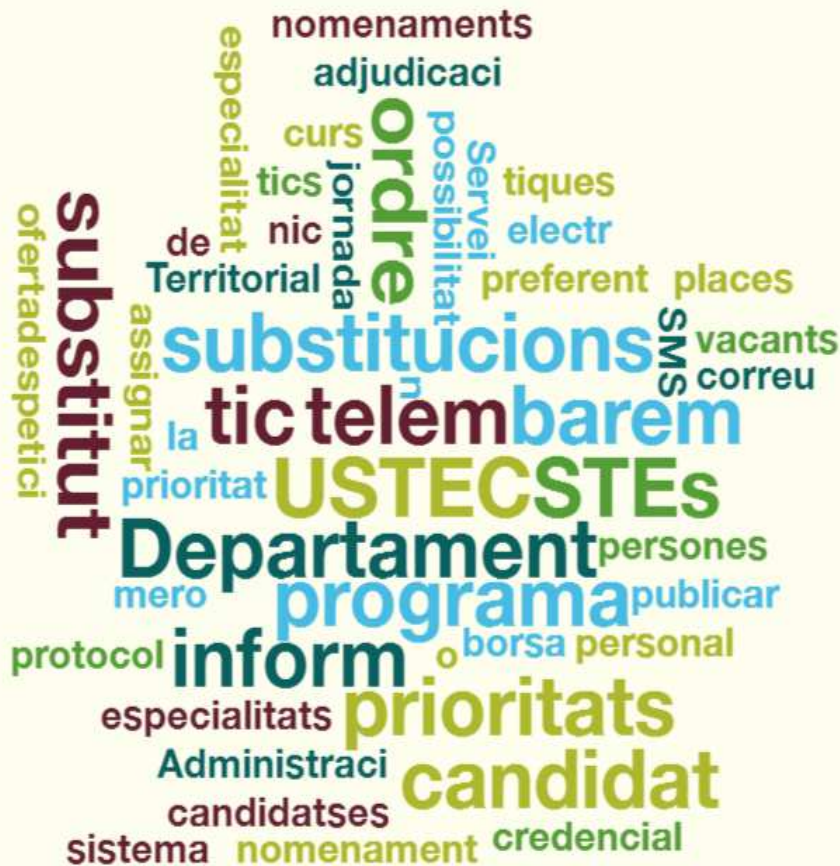 nomenaments
adjudicaci
especialitat
curs
ordre
possibilitat
Servei
tics
jornada
tiques
substitut
ofertadespetici
de
nic
electr
Territorial
preferent
places
assignar
substitucions
SMS
vacants
correu
n
la
tic
telem
barem
prioritat
USTEC
STEs
Departament
persones
mero
programa
publicar
protocol
inform
o
borsa
personal
especialitats
prioritats
Administraci
candidat
candidatses
sistema
nomenament
credencial